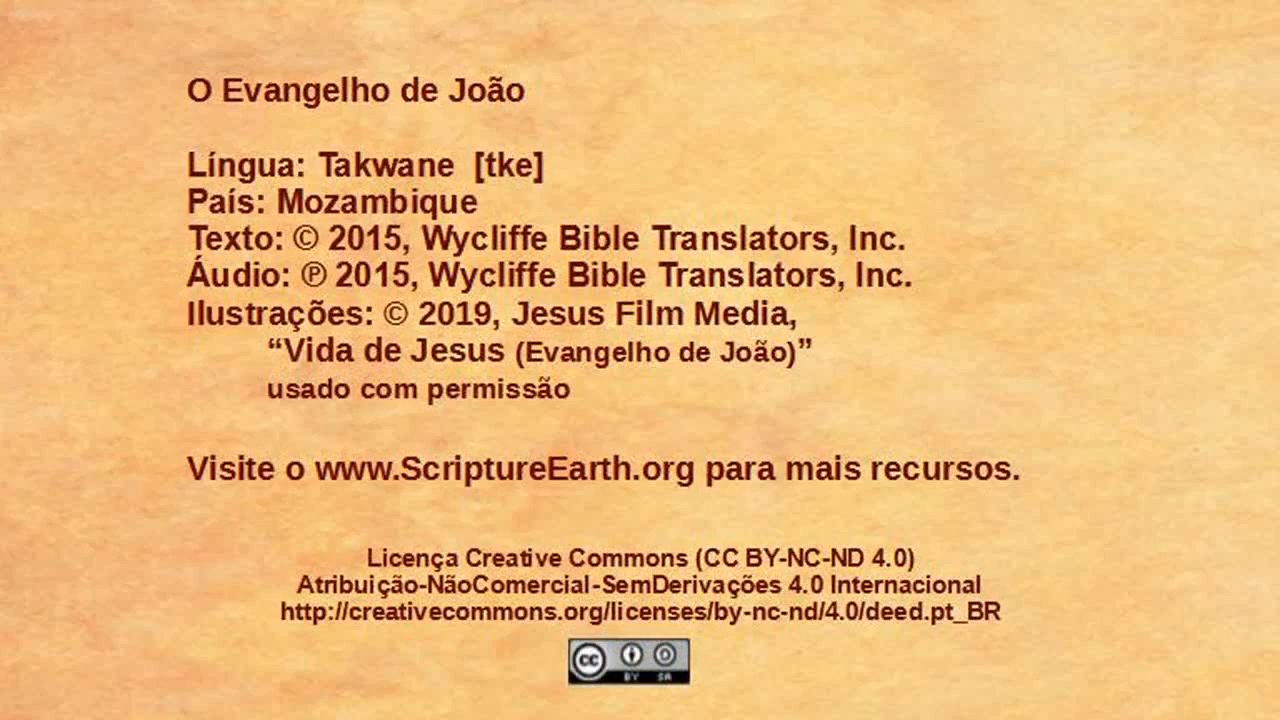 O Evangelho de João
Língua: Takwane [tke]
País: Mozambique
Texto: © 2015, Wycliffe Bible Translators, Inc.
Áudio: ℗ 2015, Wycliffe Bible Translators, Inc.
Ilustrações: © 2019, Jesus Film Media,
“Vida de Jesus (Evangelho de João)”
usado com permissão
Visite o www.ScriptureEarth.org para mais recursos.
Licença Creative Commons (CC BY-NC-ND 4.0)
Atribuição-NãoComercial-SemDerivações 4.0 Internacional
http://creativecommons.org/licenses/by-nc-nd/4.0/deed.pt_BR
cc
BY SA